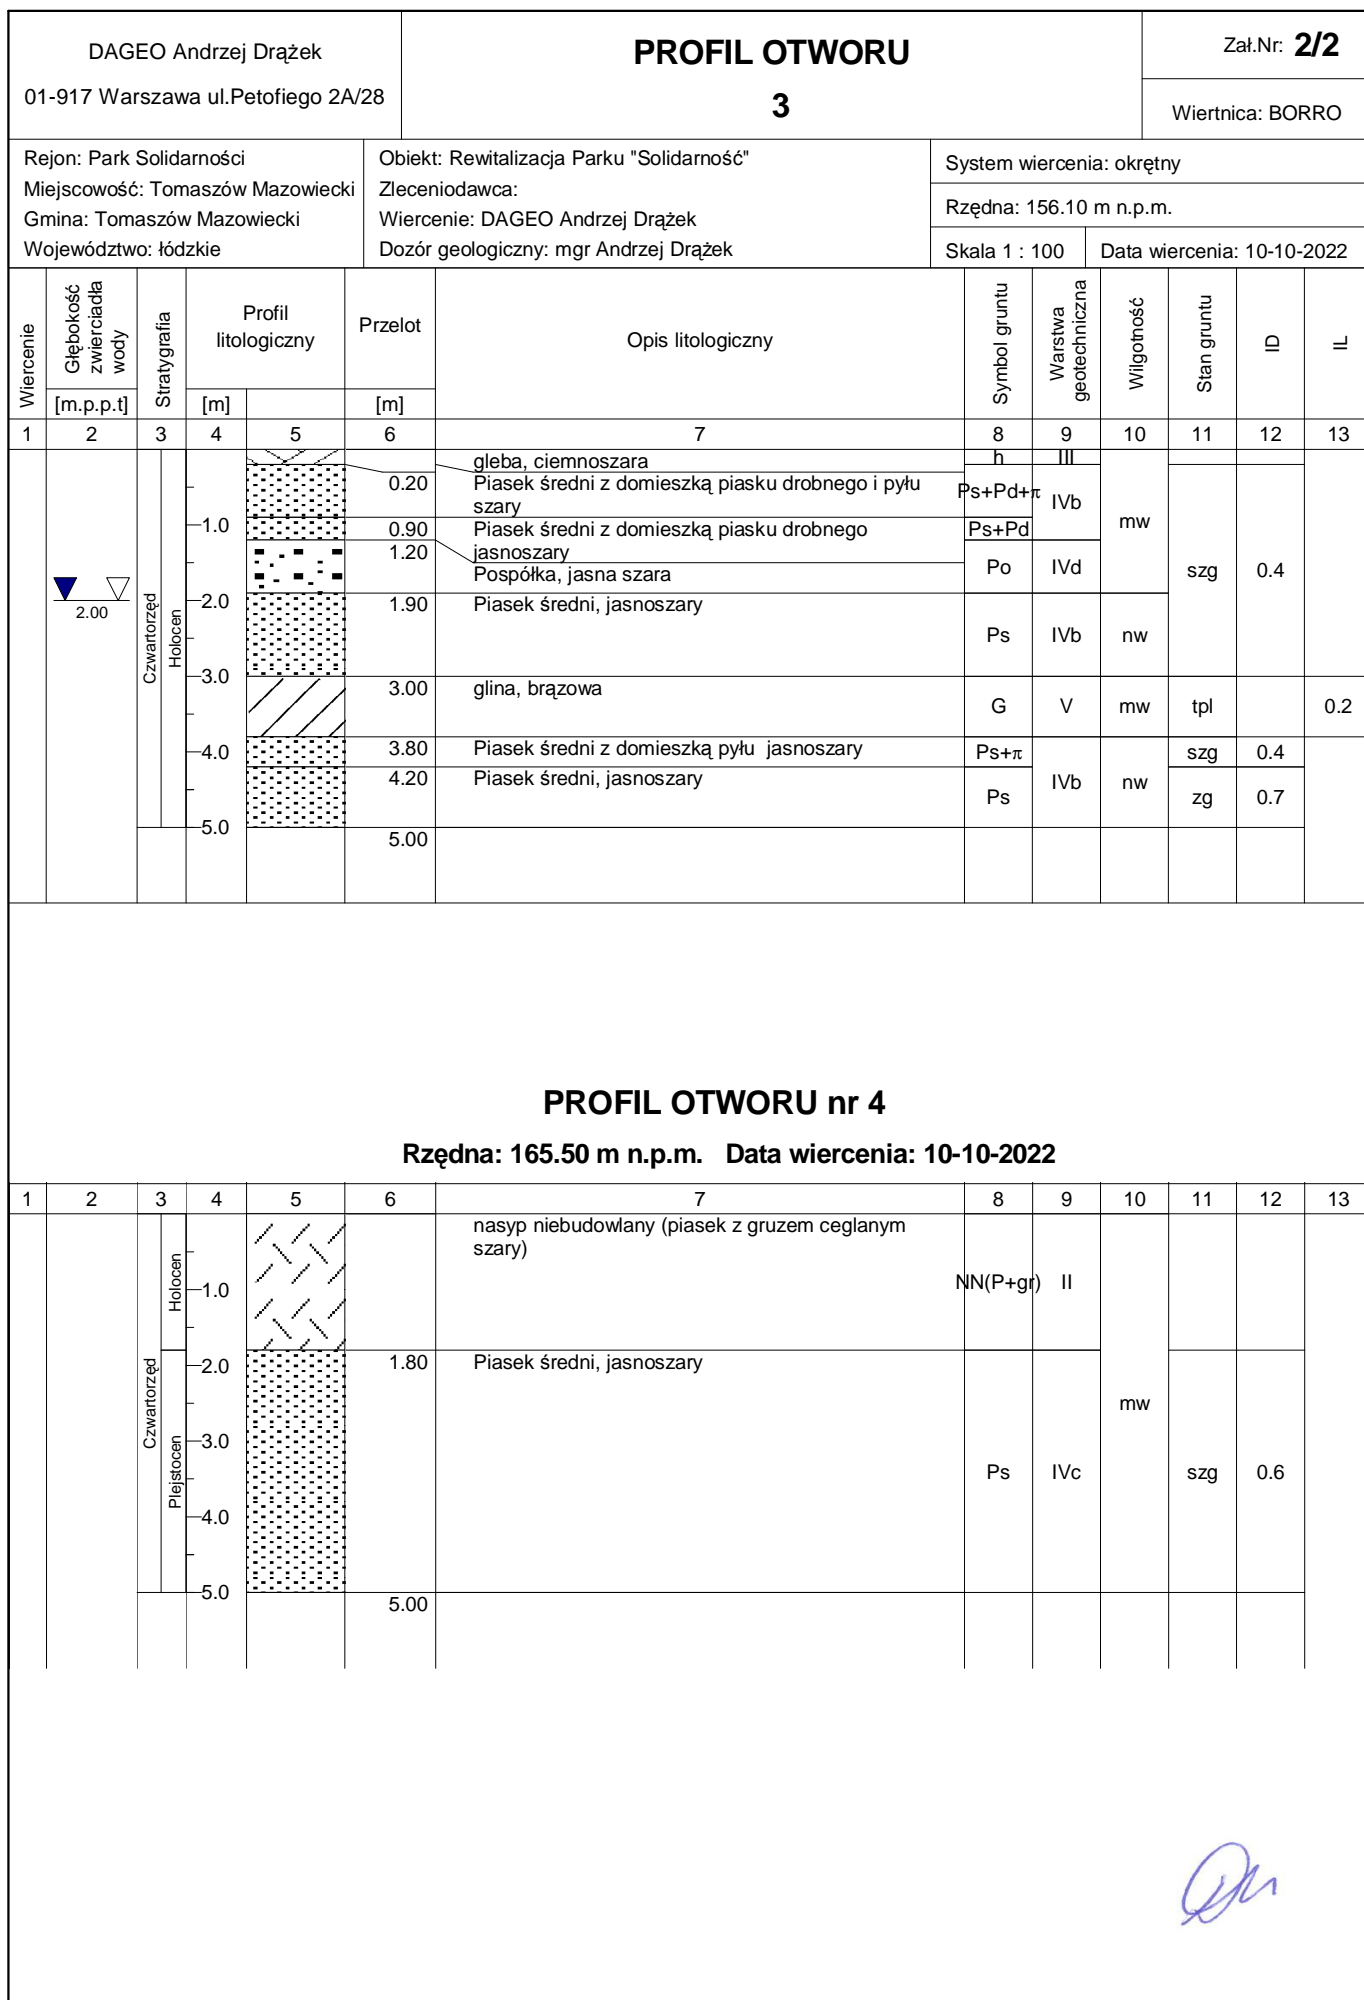 DAGEO Andrzej Drążek
01-917 Warszawa ul.Petofiego 2A/28
PROFIL OTWORU
3
Zał.Nr: 2/2
Wiertnica: BORRO
Rejon: Park Solidarności
Miejscowość: Tomaszów Mazowiecki
Gmina: Tomaszów Mazowiecki
Województwo: łódzkie
Obiekt: Rewitalizacja Parku "Solidarność"
Zleceniodawca:
Wiercenie: DAGEO Andrzej Drążek
Dozór geologiczny: mgr Andrzej Drążek
System wiercenia: okrętny
Rzędna: 156.10 m n.p.m.
Skala 1 : 100 Data wiercenia: 10-10-2022
Wiercenie
Głębokość
zwierciadła
wody
[m.p.p.t]
Stratygrafia
Profil
litologiczny
[m]
Przelot
[m]
Opis litologiczny
Symbol gruntu
Warstwa
geotechniczna
Wilgotność
Stan gruntu
ID
IL
1 2 3 4 5 6 7 8 9 10 11 12 13
gleba, ciemnoszara h III
0.20 Piasek średni z domieszką piasku drobnego i pyłu
szary
Ps+Pd+π IVb
1.0 0.90 Piasek średni z domieszką piasku drobnego Ps+Pd mw
jasnoszary
1.20 Pospółka, jasna szara Po IVd szg 0.4
2.00
2.0 1.90 Piasek średni, jasnoszary
Ps IVb nw
Czwartorzęd
Holocen
3.0 3.00 glina, brązowa
G V mw tpl 0.2
4.0 3.80 Piasek średni z domieszką pyłu jasnoszary Ps+π szg 0.4
4.20 Piasek średni, jasnoszary
Ps IVb nw zg 0.7
5.0 5.00
PROFIL OTWORU nr 4
Rzędna: 165.50 m n.p.m. Data wiercenia: 10-10-2022
1 2 3 4 5 6 7 8 9 10 11 12 13
nasyp niebudowlany (piasek z gruzem ceglanym
szary)
Holocen
1.0 NN(P+gr) II
2.0 1.80 Piasek średni, jasnoszary
Czwartorzęd
mw
3.0
Plejstocen
Ps IVc szg 0.6
4.0
5.0 5.00